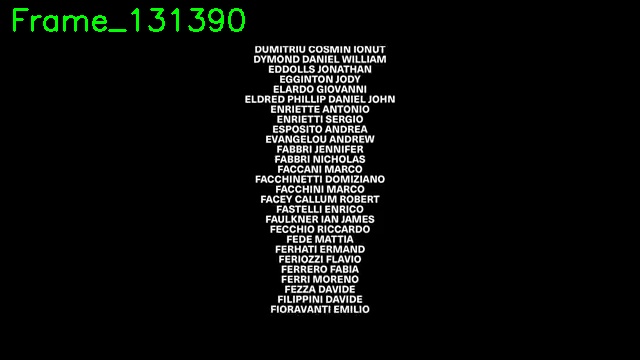 Frame_131390
DUMITRIU COSMIN IONUT
DYMOND DANIEL WILLIAM
EDDOLLS JONATHAN
EGGINTON JODY
ELARDO GIOVANNI
ELDRED PHILLIP DANIEL JOHN
ENRIETTE ANTONIO
ENRIETTI SERGIO
ESPOSITO ANDREA
EVANGELOU ANDREW
FABBRI JENNIFER
FABBRI NICHOLAS
FACCANI MARCO
FACCHINETTI DOMIZIANO
FACCHINI MARCO
FACEY CALLUM ROBERT
FASTELLI ENRICO
FAULKNER IAN JAMES
FECCHIO RICCARDO
FEDE MATTIA
FERHATI ERMAND
FERIOZZI FLAVIO
FERRERO FABIA
FERRI MORENO
FEZZA DAVIDE
FILIPPINI DAVIDE
FIORAVANTI EMILIO